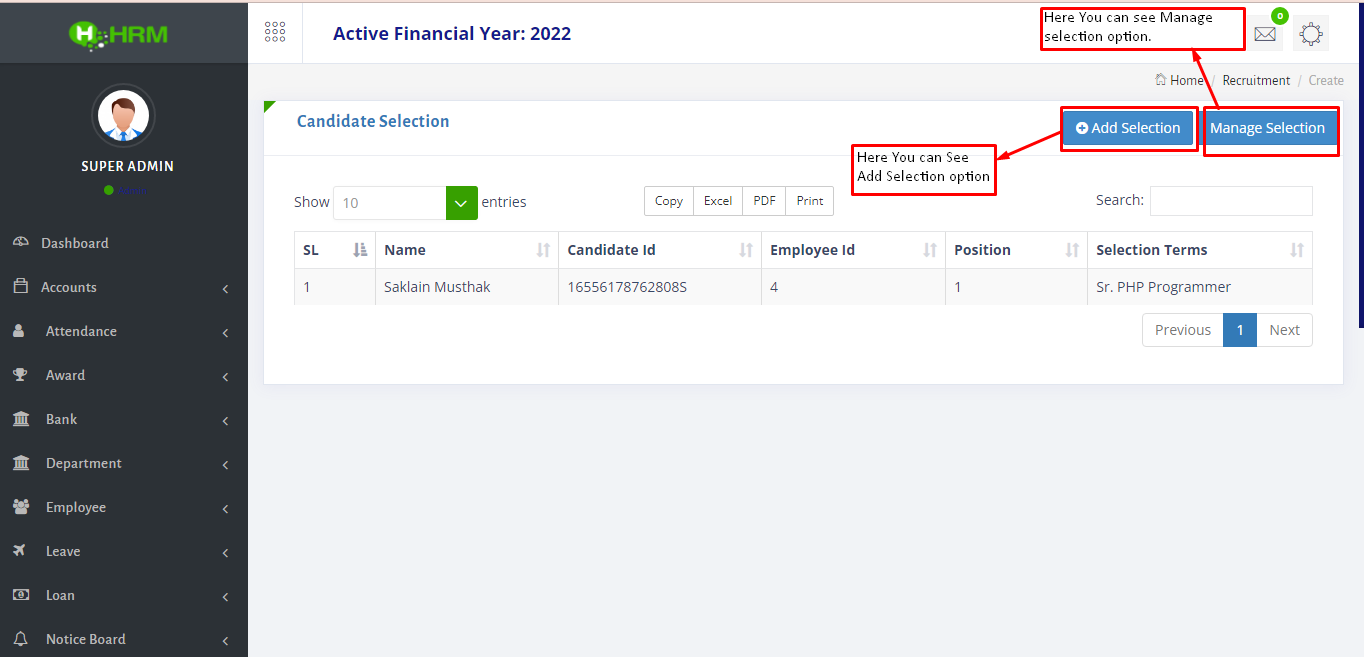 HRM
Active Financial Year: 2022
Here You can see Manage
selection option.
0
Home / Recruitment / Create
SUPER ADMIN
Dashboard
Accounts
Attendance
Award
Bank
Department
Employee
Leave
Loan
Notice Board
Candidate Selection
Add Selection
Manage Selection
Here You can See
Add Selection option
Show 10 entries
Copy Excel PDF Print
Search:
SL Name Candidate Id Employee Id Position Selection Terms
1 Saklain Musthak 16556178762808S 4 1 Sr. PHP Programmer
Previous 1 Next